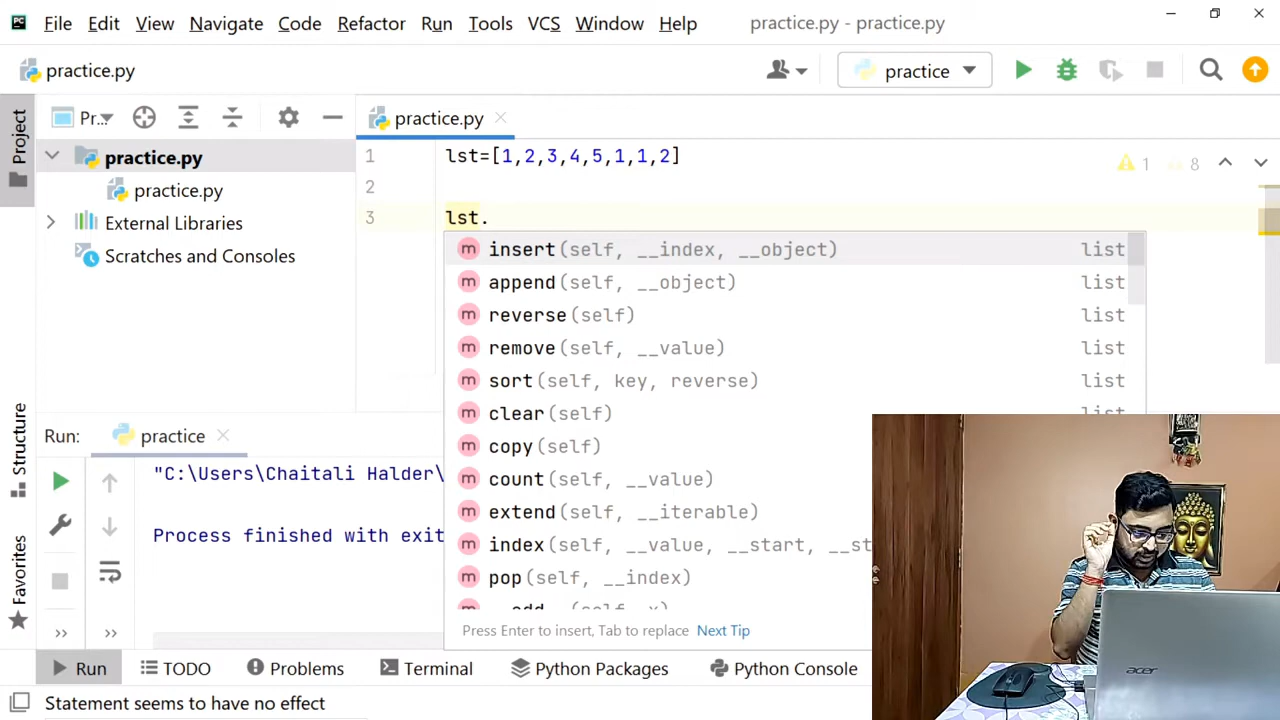 File Edit View Navigate Code Refactor Run Tools VCS Window Help practice.py - practice.py
practice.py practice
Project
Pr... practice.py
practice.py
practice.py
External Libraries
Scratches and Consoles
1 lst=[1,2,3,4,5,1,1,2]
1 8
2
3 lst.
insert(self, __index, __object) list
append(self, __object) list
reverse(self) list
remove(self, __value) list
sort(self, key, reverse) list
clear(self) list
copy(self)
count(self, __value)
extend(self, __iterable)
index(self, __value, __start, __st
pop(self, __index)
Press Enter to insert, Tab to replace Next Tip
Structure
Favorites
Run: practice
"C:\Users\Chaitali Halder\
Process finished with exit
acer
Run TODO Problems Terminal Python Packages Python Console
Statement seems to have no effect